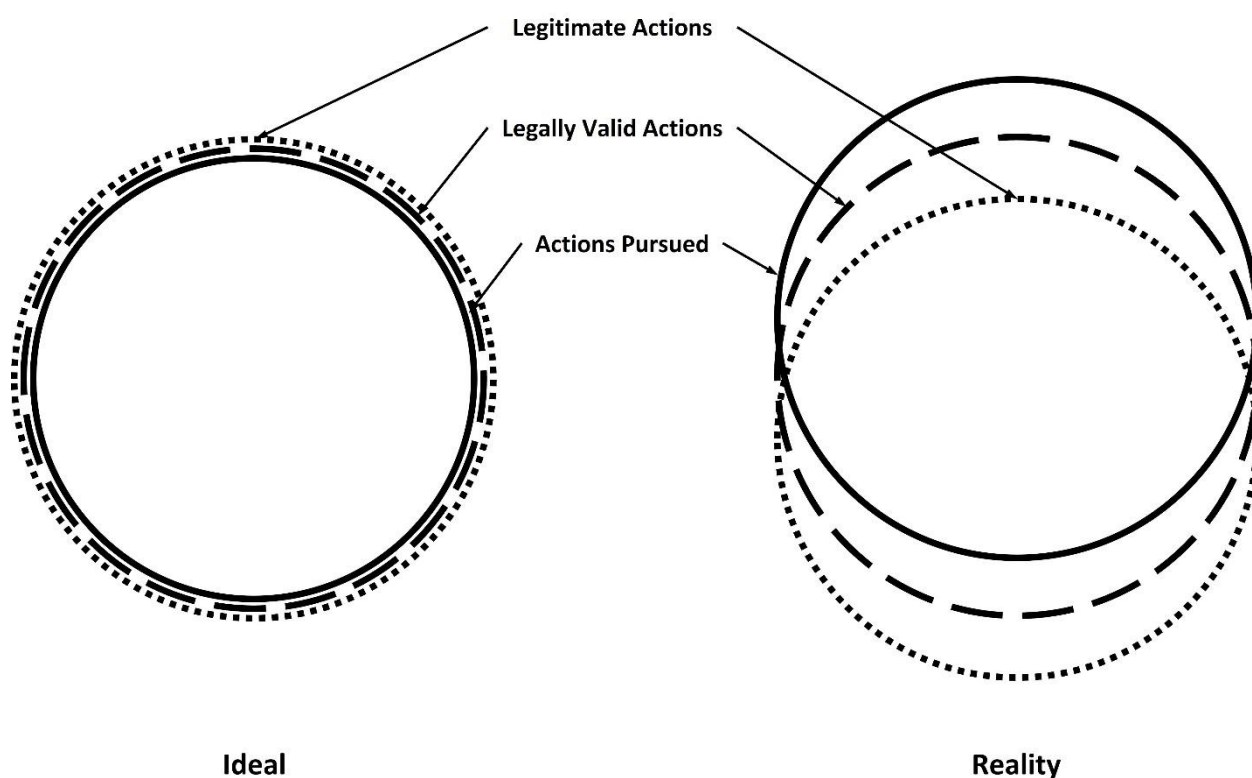 Legitimate Actions
Legally Valid Actions
Actions Pursued
Ideal
Reality